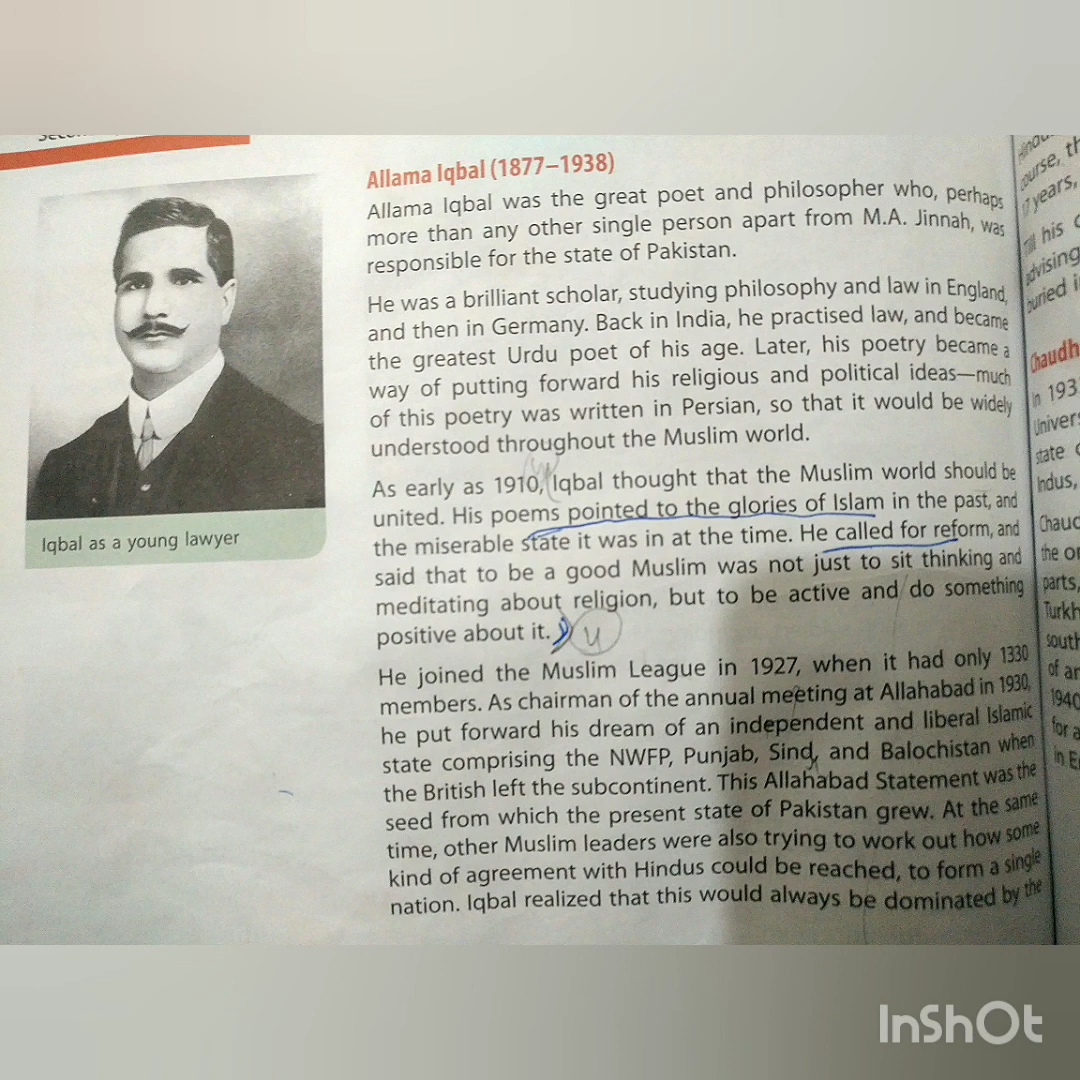 Allama Iqbal (1877–1938)
Allama Iqbal was the great poet and philosopher who, perhaps
more than any other single person apart from M.A. Jinnah, was
responsible for the state of Pakistan.
He was a brilliant scholar, studying philosophy and law in England,
and then in Germany. Back in India, he practised law, and became
the greatest Urdu poet of his age. Later, his poetry became a
way of putting forward his religious and political ideas—much
of this poetry was written in Persian, so that it would be widely
understood throughout the Muslim world.
As early as 1910, Iqbal thought that the Muslim world should be
united. His poems pointed to the glories of Islam in the past, and
the miserable state it was in at the time. He called for reform, and
said that to be a good Muslim was not just to sit thinking and
meditating about religion, but to be active and do something
positive about it.
He joined the Muslim League in 1927, when it had only 1330
members. As chairman of the annual meeting at Allahabad in 1930,
he put forward his dream of an independent and liberal Islamic
state comprising the NWFP, Punjab, Sind, and Balochistan when
the British left the subcontinent. This Allahabad Statement was the
seed from which the present state of Pakistan grew. At the same
time, other Muslim leaders were also trying to work out how some
kind of agreement with Hindus could be reached, to form a single
nation. Iqbal realized that this would always be dominated by the
Iqbal as a young lawyer
years,
his
in 193
state
Indus,
the
parts,
south
of
1940
for a
in
InShOt